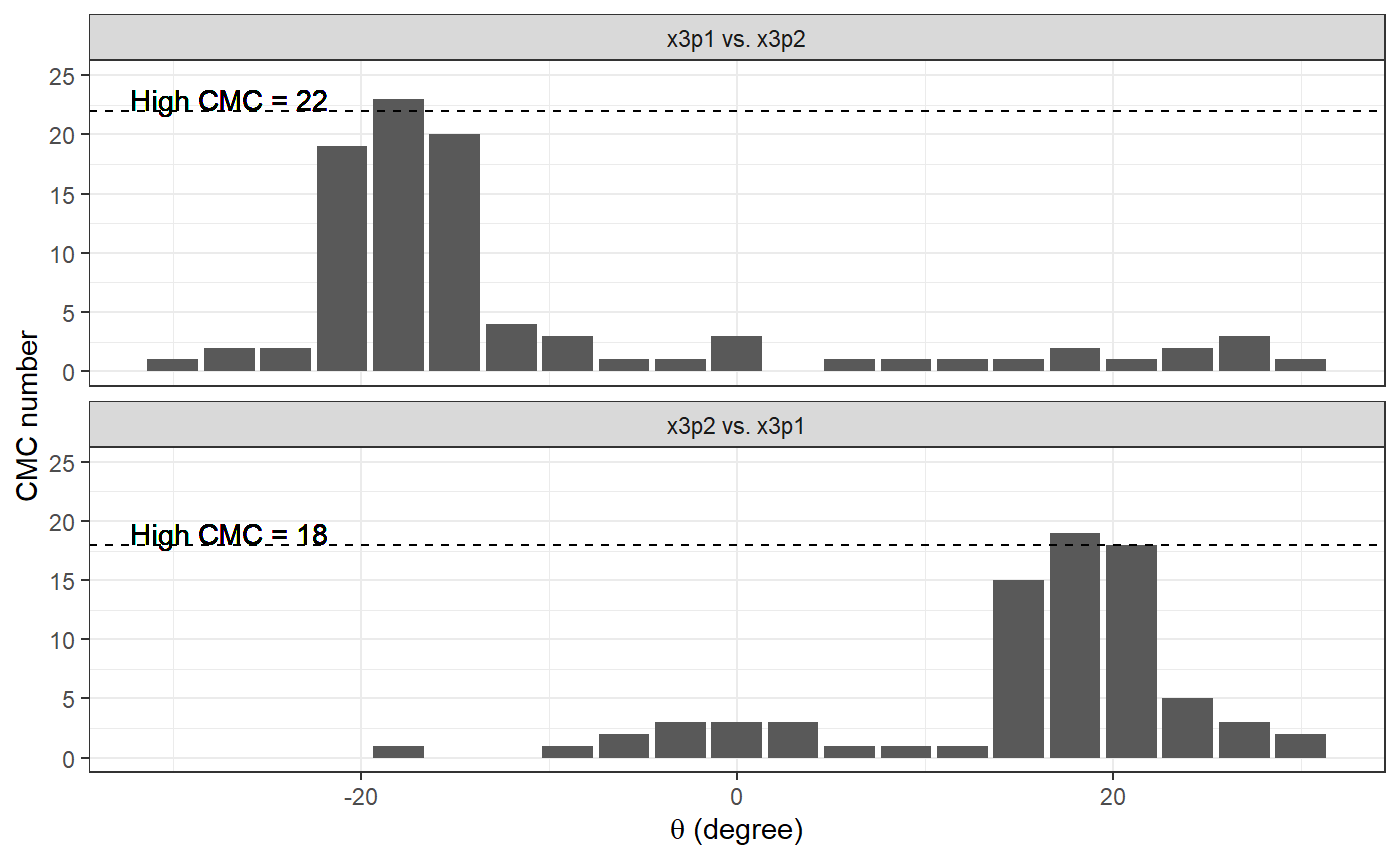 x3p1 vs. x3p2
25
High CMC = 22
20
15
10
5
0
CMC number
x3p2 vs. x3p1
25
20
High CMC = 18
15
10
5
0
-20 0 20
θ (degree)